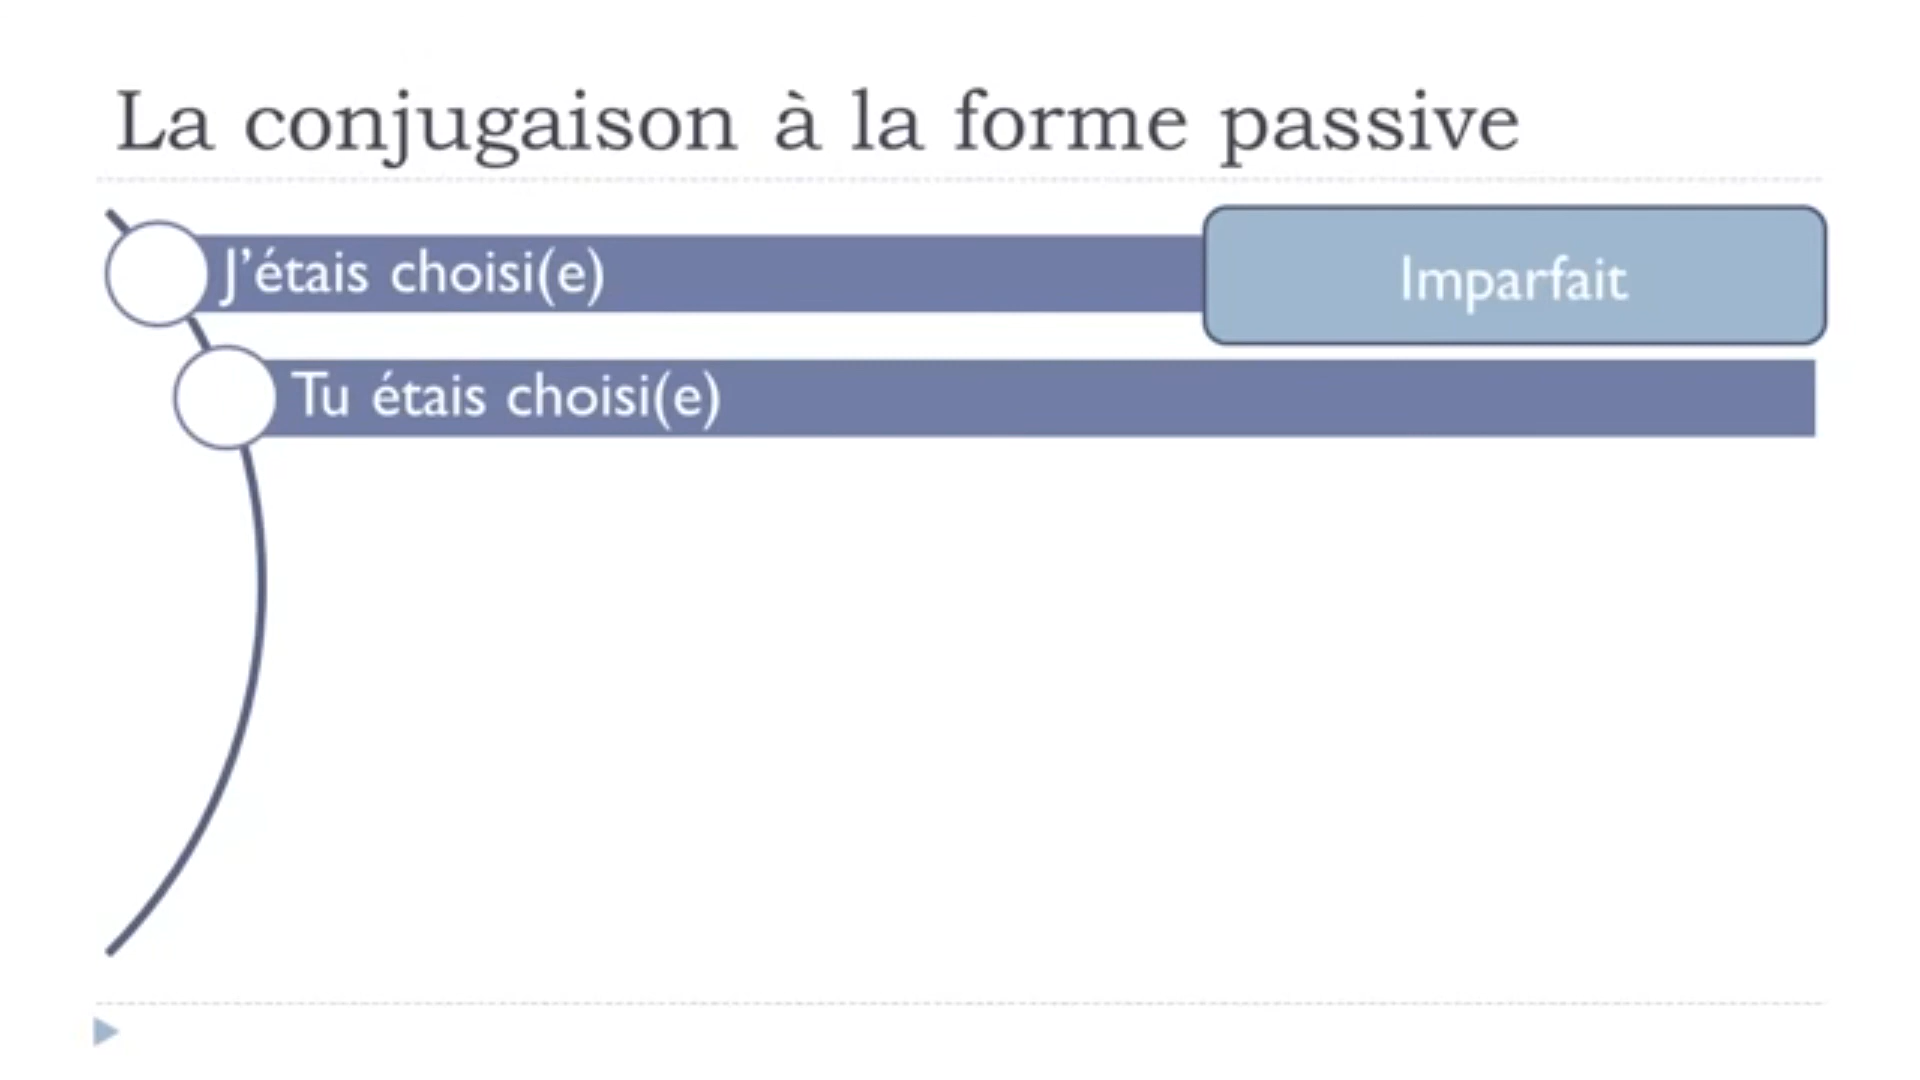 La conjugaison à la forme passive
J’étais choisi(e)
Imparfait
Tu étais choisi(e)